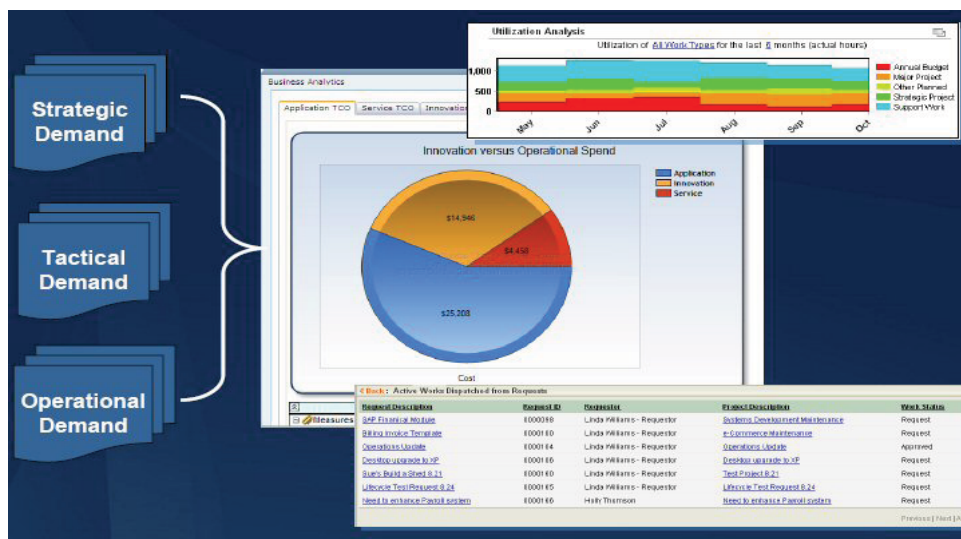 Strategic
Demand
Tactical
Demand
Operational
Demand
Utilization Analysis
Utilization of All Work Types for the last 6 months (actual hours)
1,000
500
0
May
Jun
Jul
Aug
Sep
Oct
Annual Budget
Major Project
Other Planned
Strategic Project
Support Work
Business Analytics
Application TCO
Service TCO
Innovation
Innovation versus Operational Spend
Application
Innovation
Service
$14,946
$25,203
Cost
Measures
Back: Active Works Dispatched from Requests
Request Description Request ID Requestor Project Description Work Status
SAP Financial Module Linda Williams - Requestor Systems Development Maintenance Request
Billing Invoice Template Linda Williams - Requestor e-Commerce Maintenance Request
Operations Update Linda Williams - Requestor Operations Update Approved
Desktop upgrade to XP Linda Williams - Requestor Desktop upgrade to XP Request
Sue's Build a Shed 8.21 Linda Williams - Requestor Test Project 8.21 Request
Lifecycle Test Request 8.24 Linda Williams - Requestor Lifecycle Test Request 8.24 Request
Need to enhance Payroll system Holly Thomson Need to enhance Payroll system Request
Previous | Next |